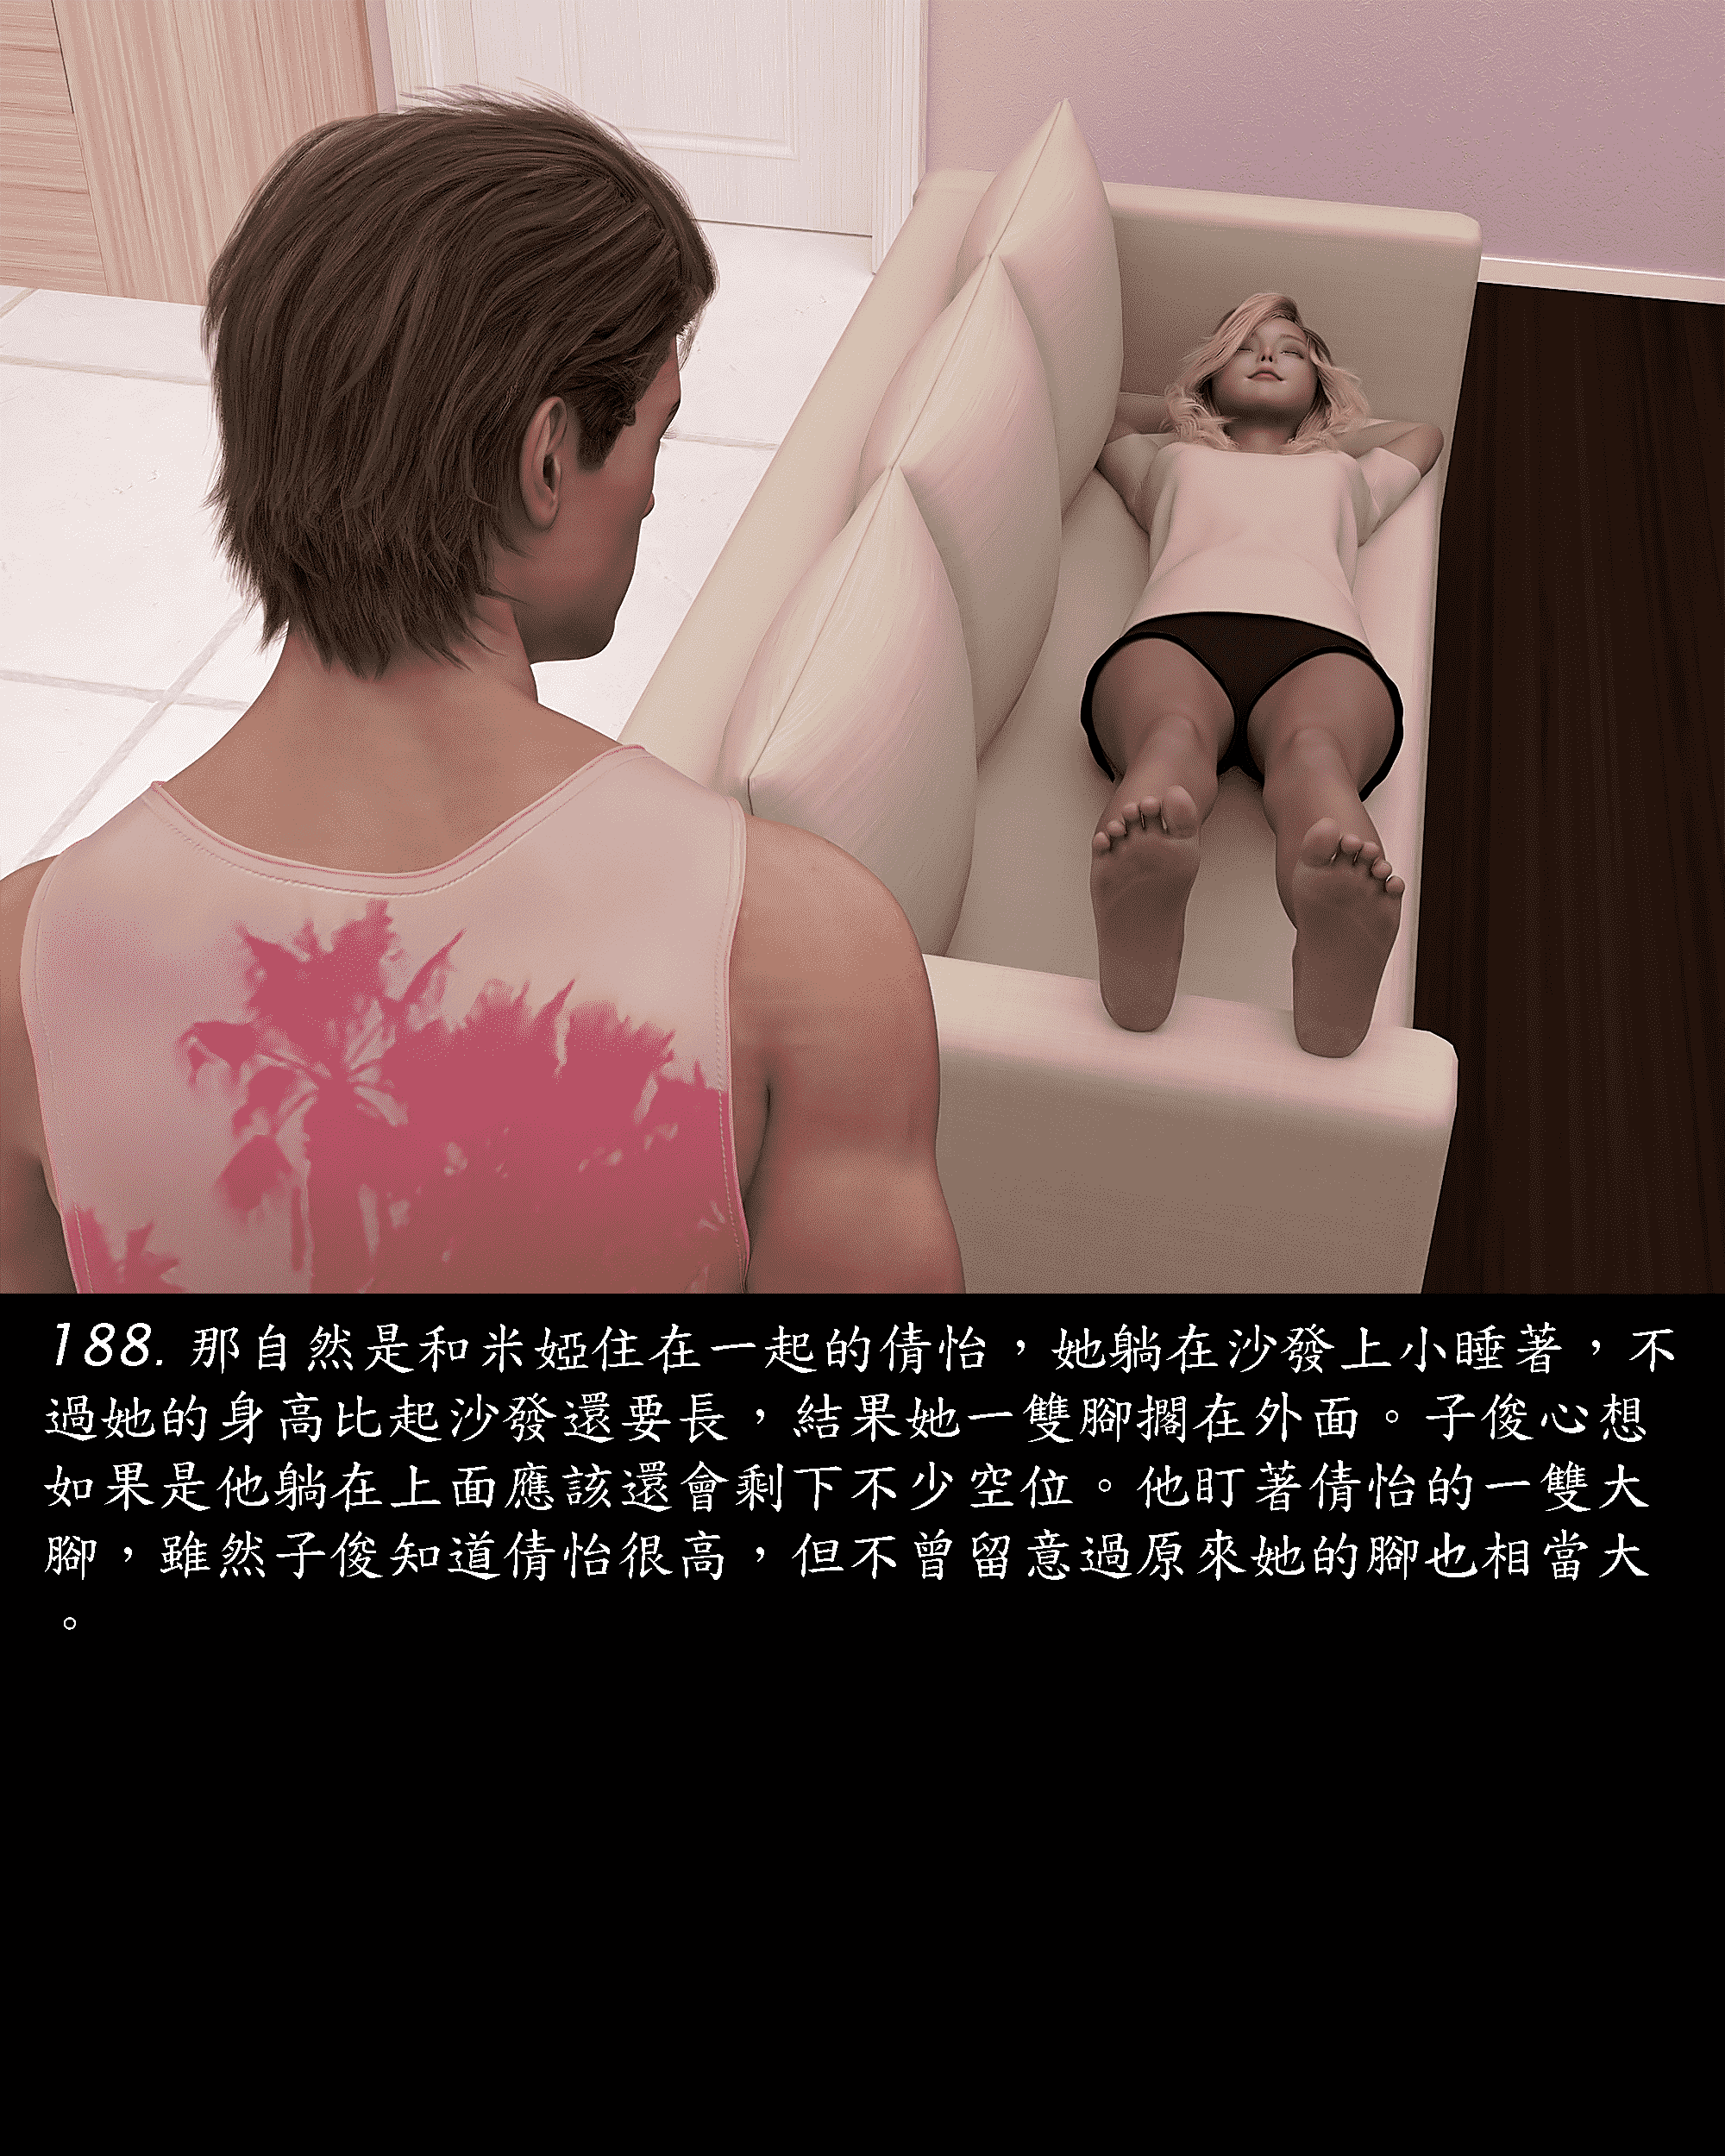 188. 那自然是和米婭住在一起的倩怡，她躺在沙發上小睡著，不
過她的身高比起沙發還要長，結果她一雙腳擱在外面。子俊心想
如果是他躺在上面應該還會剩下不少空位。他盯著倩怡的一雙大
腳，雖然子俊知道倩怡很高，但不曾留意過原來她的腳也相當大
。